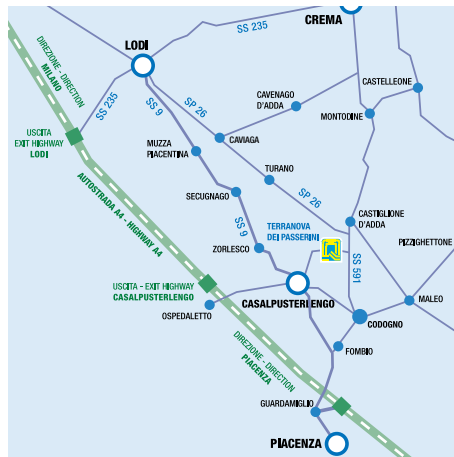 CREMA
SS 235
LODI
DIREZIONE - DIRECTION
MILANO
SS 235
SS 9
SP 26
CAVENAGO
D'ADDA
CASTELLEONE
MONTODINE
USCITA
EXIT HIGHWAY
LODI
MUZZA
PIACENTINA
CAVIAGA
TURANO
SP 26
AUTOSTRADA A4 - HIGHWAY A4
SECUGNAGO
SS 9
TERRANOVA
DEI PASSERINI
CASTIGLIONE
D'ADDA
PIZZIGHETTONE
ZORLESCO
SS 591
USCITA - EXIT HIGHWAY
CASALPUSTERLENGO
CASALPUSTERLENGO
MALEO
OSPEDALETTO
CODOGNO
DIREZIONE - DIRECTION
PIACENZA
FOMBIO
GUARDAMIGLIO
PIACENZA